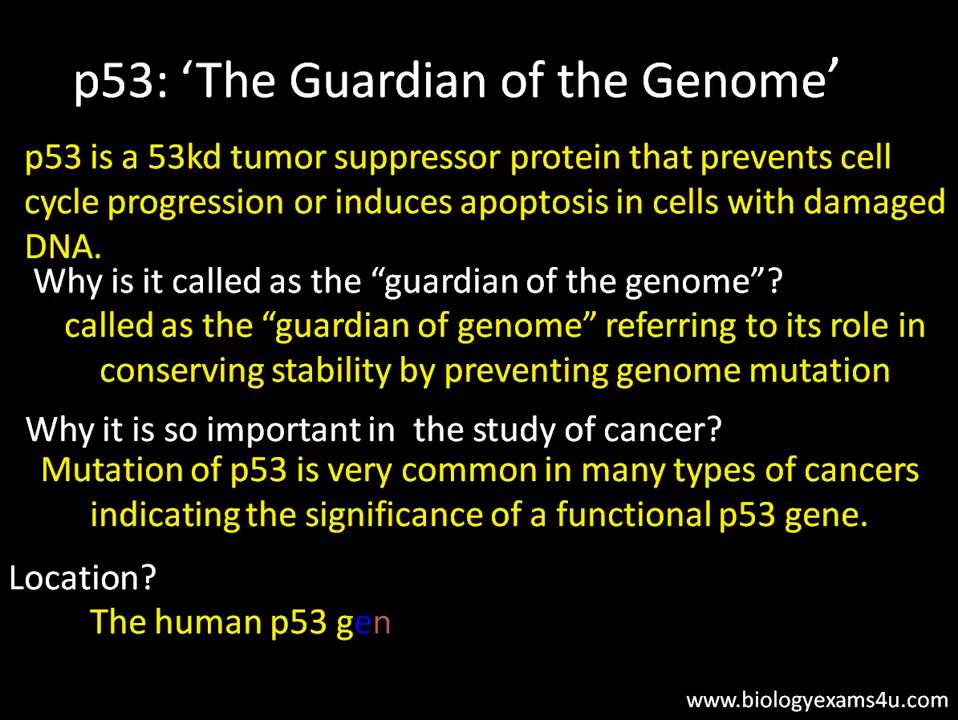 p53: ‘The Guardian of the Genome’
p53 is a 53kd tumor suppressor protein that prevents cell
cycle progression or induces apoptosis in cells with damaged
DNA.
Why is it called as the “guardian of the genome”?
called as the “guardian of genome” referring to its role in
conserving stability by preventing genome mutation
Why it is so important in the study of cancer?
Mutation of p53 is very common in many types of cancers
indicating the significance of a functional p53 gene.
Location?
The human p53 gen
www.biologyexams4u.com